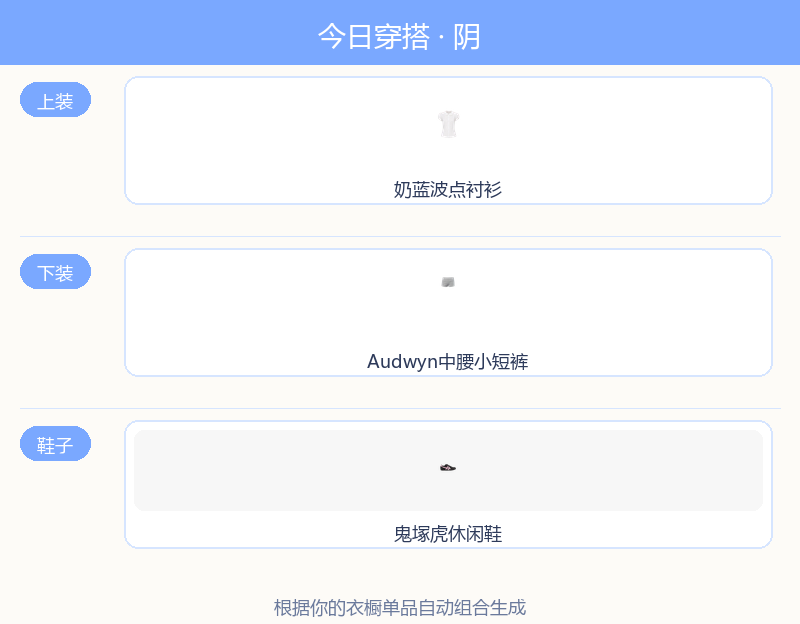 今日穿搭 · 阴
上装
奶蓝波点衬衫
下装
Audwyn中腰小短裤
鞋子
鬼塚虎休闲鞋
根据你的衣橱单品自动组合生成